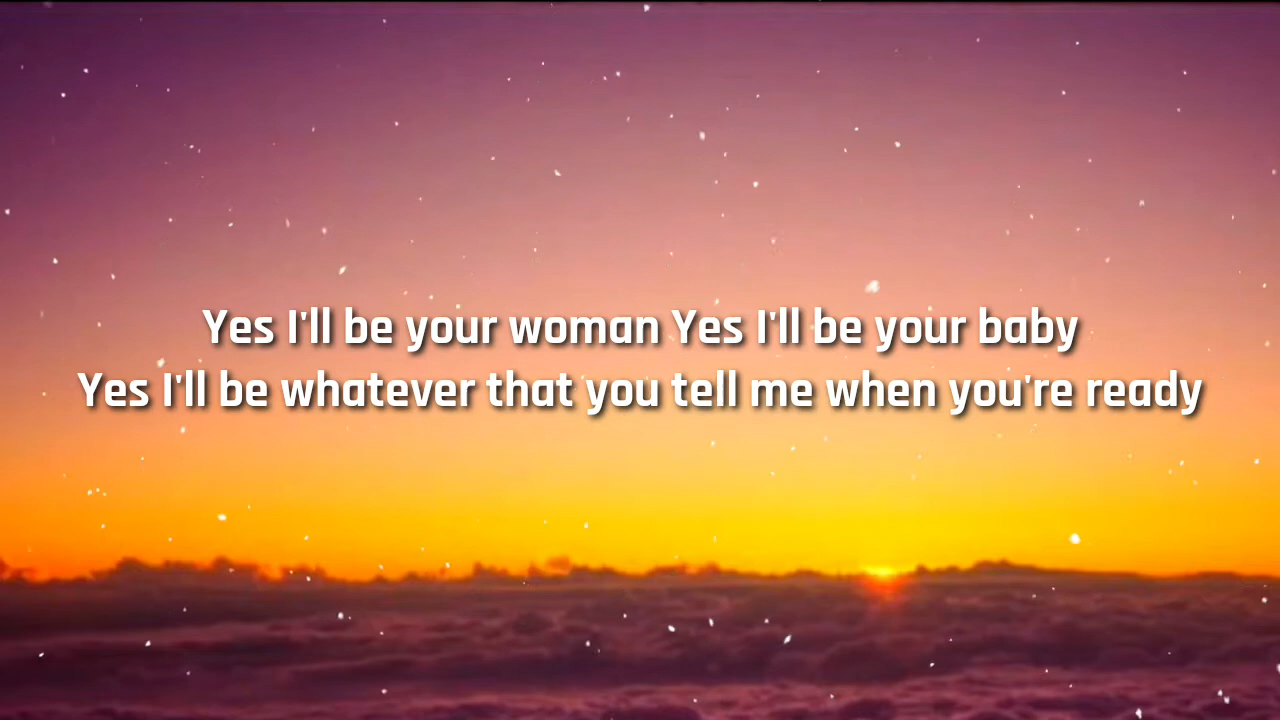 Yes I'll be your woman Yes I'll be your baby
Yes I'll be whatever that you tell me when you're ready